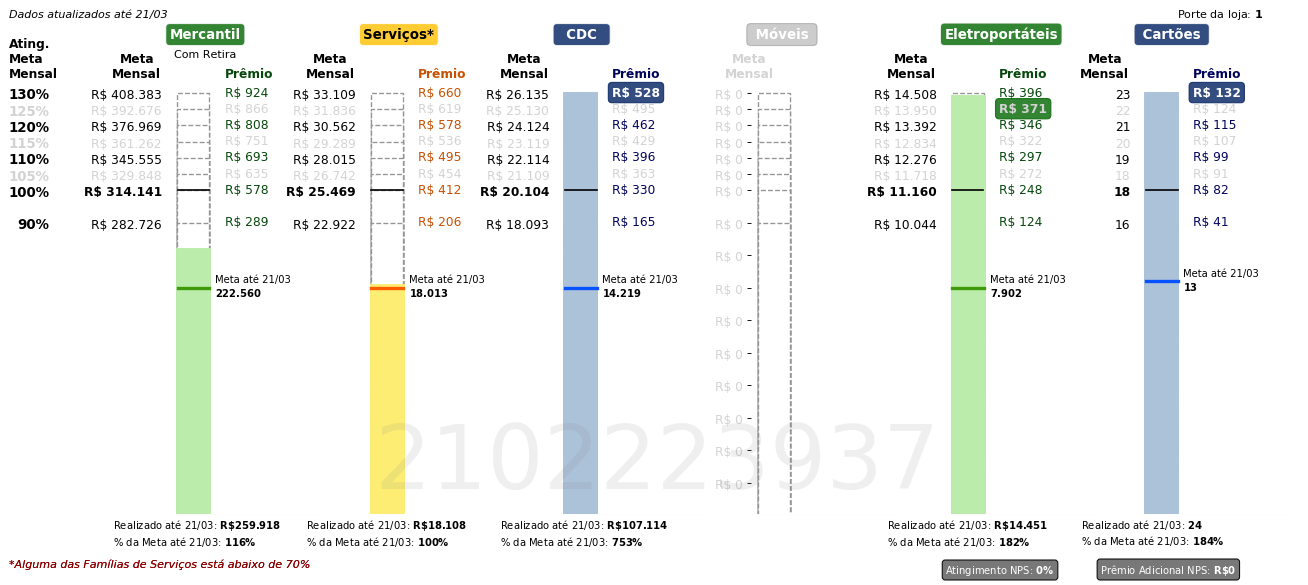 Dados atualizados até 21/03
Porte da loja: 1
Mercantil Serviços* CDC Móveis Eletroportáteis Cartões
Com Retira
Ating. Meta Mensal
Meta Mensal Prêmio Meta Mensal Prêmio Meta Mensal Prêmio Meta Mensal Meta Mensal Prêmio Meta Mensal Prêmio
130% R$ 408.383 R$ 924 R$ 33.109 R$ 660 R$ 26.135 R$ 528 R$ 0 R$ 14.508 R$ 396 23 R$ 132
125% R$ 392.676 R$ 866 R$ 31.836 R$ 619 R$ 25.130 R$ 495 R$ 0 R$ 13.950 R$ 371 22 R$ 124
120% R$ 376.969 R$ 808 R$ 30.562 R$ 578 R$ 24.124 R$ 462 R$ 0 R$ 13.392 R$ 346 21 R$ 115
115% R$ 361.262 R$ 751 R$ 29.289 R$ 536 R$ 23.119 R$ 429 R$ 0 R$ 12.834 R$ 322 20 R$ 107
110% R$ 345.555 R$ 693 R$ 28.015 R$ 495 R$ 22.114 R$ 396 R$ 0 R$ 12.276 R$ 297 19 R$ 99
105% R$ 329.848 R$ 635 R$ 26.742 R$ 454 R$ 21.109 R$ 363 R$ 0 R$ 11.718 R$ 272 18 R$ 91
100% R$ 314.141 R$ 578 R$ 25.469 R$ 412 R$ 20.104 R$ 330 R$ 0 R$ 11.160 R$ 248 18 R$ 82
90% R$ 282.726 R$ 289 R$ 22.922 R$ 206 R$ 18.093 R$ 165 R$ 0 R$ 10.044 R$ 124 16 R$ 41
R$ 0
Meta até 21/03 Meta até 21/03 Meta até 21/03 R$ 0 Meta até 21/03 Meta até 21/03
222.560 18.013 14.219 7.902 13
R$ 0
R$ 0
R$ 0
R$ 0
R$ 0
R$ 0
2102223937
Realizado até 21/03: R$259.918 Realizado até 21/03: R$18.108 Realizado até 21/03: R$107.114 Realizado até 21/03: R$14.451 Realizado até 21/03: 24
% da Meta até 21/03: 116% % da Meta até 21/03: 100% % da Meta até 21/03: 753% % da Meta até 21/03: 182% % da Meta até 21/03: 184%
*Alguma das Famílias de Serviços está abaixo de 70%
Atingimento NPS: 0% Prêmio Adicional NPS: R$0